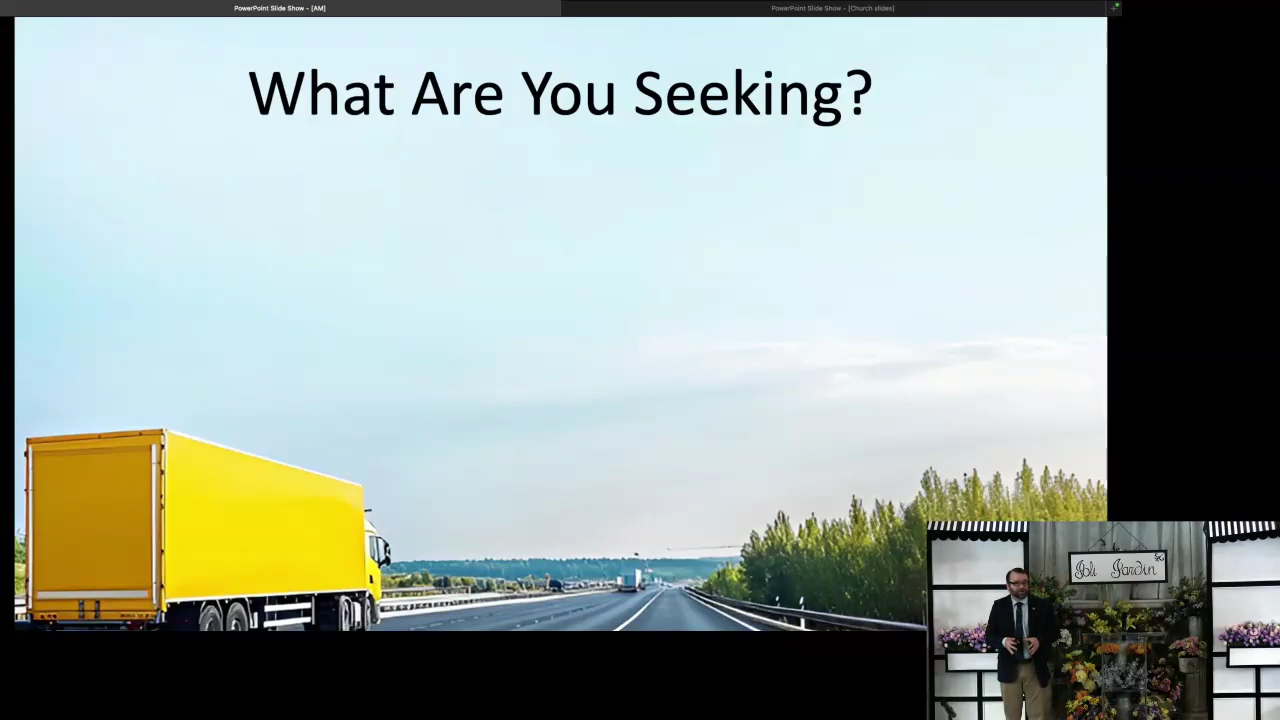 PowerPoint Slide Show - [AM]
PowerPoint Slide Show - [Church slides]
What Are You Seeking?
Joli Jardin